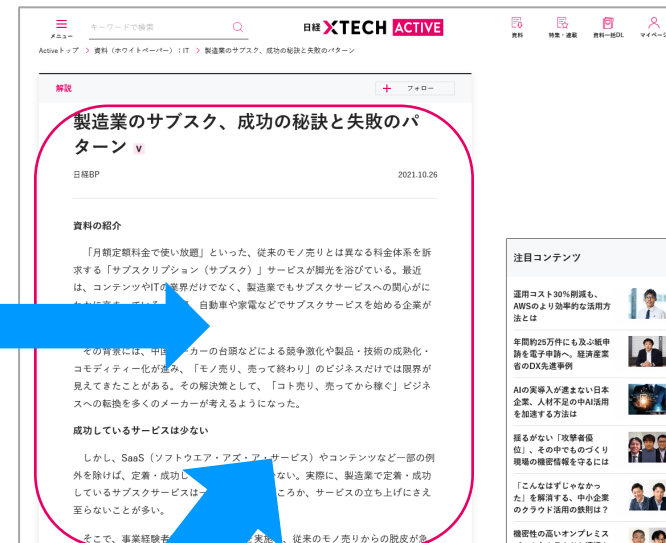 メニュー
キーワードで検索
日経 XTECH ACTIVE
資料
特集・連載
資料一括DL
マイページ
Activeトップ > 資料(ホワイトペーパー):IT > 製造業のサブスク、成功の秘訣と失敗のパターン
解説
+ フォロー
製造業のサブスク、成功の秘訣と失敗のパ
ターン V
日経BP
2021.10.26
資料の紹介
「月額定額料金で使い放題」といった、従来のモノ売りとは異なる料金体系を訴
求する「サブスクリプション(サブスク)」サービスが脚光を浴びている。最近
は、コンテンツやITの業界だけでなく、製造業でもサブスクサービスへの関心がに
自動車や家電などでサブスクサービスを始める企業が
その背景には、中国メーカーの台頭などによる競争激化や製品・技術の成熟化・
コモディティー化が進み、「モノ売り、売って終わり」のビジネスだけでは限界が
見えてきたことがある。その解決策として、「コト売り、売ってから稼ぐ」ビジネ
スへの転換を多くのメーカーが考えるようになった。
成功しているサービスは少ない
しかし、SaaS(ソフトウエア・アズ・ア・サービス)やコンテンツなど一部の例
外を除けば、定着・成功し ない。実際に、製造業で定着・成功
しているサブスクサービスは ころか、サービスの立ち上げにさえ
至らないことが多い。
そこで、事業経験者 実施 、従来のモノ売りからの脱皮が急
注目コンテンツ
運用コスト30%削減も、
AWSのより効率的な活用方
法とは
年間約25万件にも及ぶ紙申
請を電子申請へ。経済産業
省のDX先進事例
AIの実導入が進まない日本
企業、人材不足の中AI活用
を加速する方法は
揺るがない「攻撃者優
位」、その中でものづくり
現場の機密情報を守るには
「こんなはずじゃなかっ
た」を解消する、中小企業
のクラウド活用の鉄則は?
機密性の高いオンプレミス